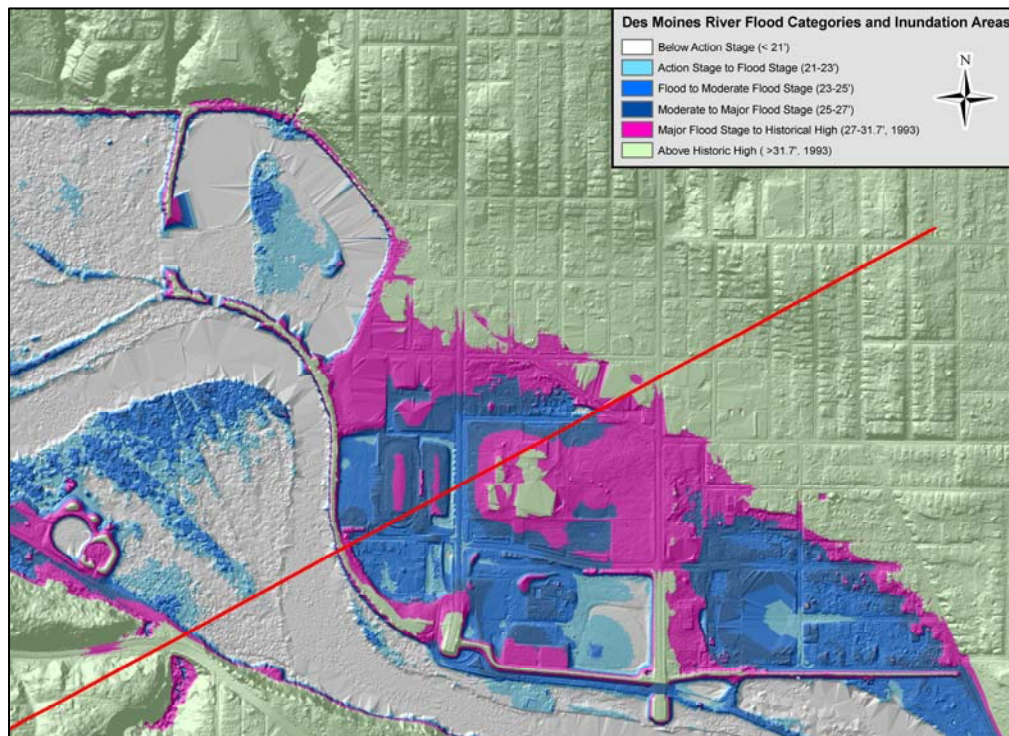 Des Moines River Flood Categories and Inundation Areas
Below Action Stage (< 21')
Action Stage to Flood Stage (21-23')
Flood to Moderate Flood Stage (23-25')
Moderate to Major Flood Stage (25-27')
Major Flood Stage to Historical High (27-31.7', 1993)
Above Historic High ( >31.7', 1993)
N